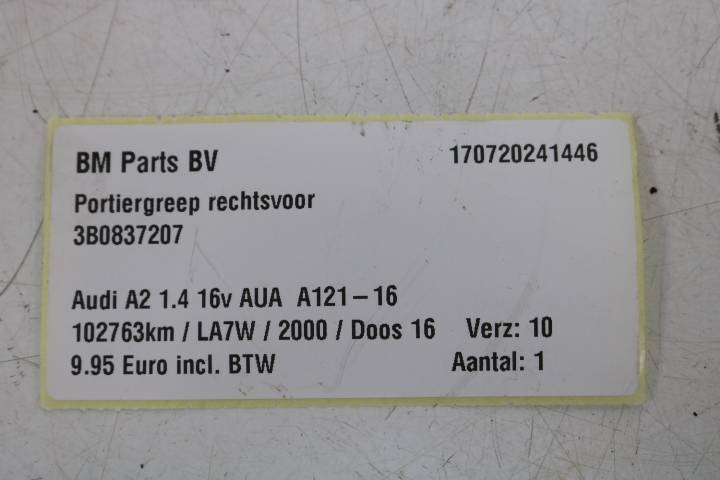 BM Parts BV 170720241446
Portiergreep rechtsvoor
3B0837207
Audi A2 1.4 16v AUA A121-16
102763km / LA7W / 2000 / Doos 16 Verz: 10
9.95 Euro incl. BTW Aantal: 1